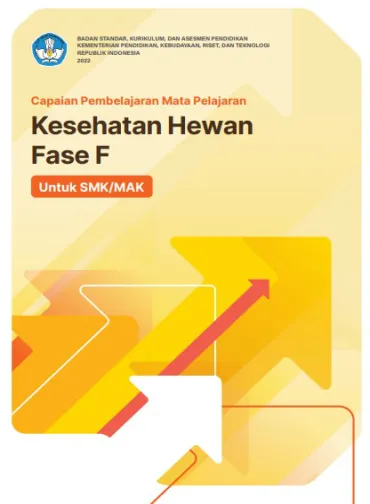 BADAN STANDAR, KURIKULUM, DAN ASESMEN PENDIDIKAN
KEMENTERIAN PENDIDIKAN, KEBUDAYAAN, RISET, DAN TEKNOLOGI
REPUBLIK INDONESIA
2022
Capaian Pembelajaran Mata Pelajaran
Kesehatan Hewan
Fase F
Untuk SMK/MAK